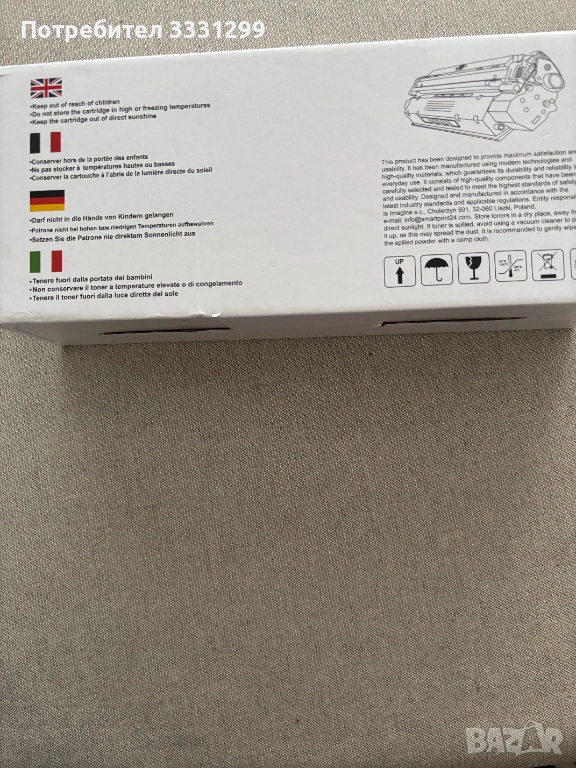 Потребител 3331299
•Keep out of reach of children
•Do not store the cartridge in high or freezing temperatures
•Keep the cartridge out of direct sunshine
•Conserver hors de la portée des enfants
•Ne pas stocker à températures hautes ou basses
•Conserver la cartouche à l'abris de la lumière directe du soleil
•Darf nicht in die Hände von Kindern gelangen
•Patrone nicht bei hohen bzw.niedrigen Temperaturen aufbewahren
•Setzen Sie die Patrone nie direktem Sonnenlicht aus
•Tenere fuori dalla portata dei bambini
•Non conservare il toner a temperature elevate o di congelamento
•Tenere il toner fuori dalla luce diretta del sole
This product has been designed to provide maximum satisfaction and
usability. It has been manufactured using modern technologies and
high-quality materials, which guarantees its durability and reliability
everyday use. It consists of high-quality components that have been
carefully selected and tested to meet the highest standards of safety
and usability. Designed and manufactured in accordance with the
latest industry standards and applicable regulations. Entity responsi
is Imagine s.c., Cholerzyn 501, 32-060 Liszki, Poland,
e-mail: info@smartprint24.com. Store toners in a dry place, away fr
direct sunlight. If toner is spilled, avoid using a vacuum cleaner to p
it up, as this may spread the dust. It is recommended to gently wipe
the spilled powder with a damp cloth.
UP
BAZAR